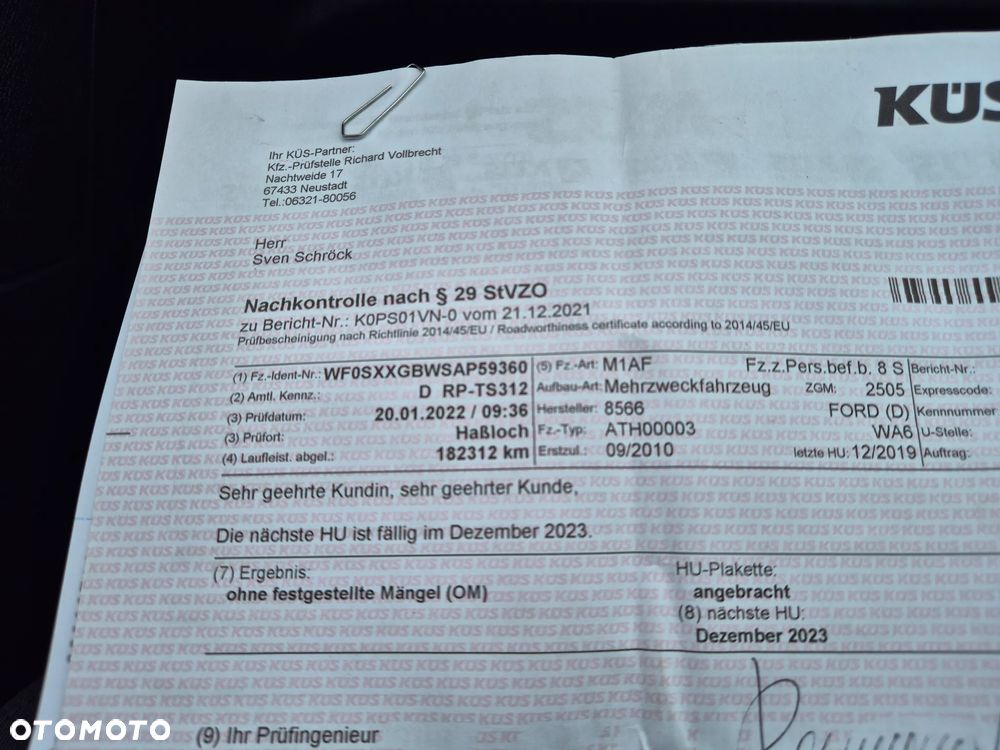 KÜS
Ihr KÜS-Partner:
Kfz.-Prüfstelle Richard Vollbrecht
Nachtweide 17
67433 Neustadt
Tel.:06321-80056
Herr
Sven Schröck
Nachkontrolle nach § 29 StVZO
zu Bericht-Nr.: K0PS01VN-0 vom 21.12.2021
Prüfbescheinigung nach Richtlinie 2014/45/EU / Roadworthiness certificate according to 2014/45/EU
(1) Fz.-Ident-Nr.: WF0SXXGBWSAP59360 (5) Fz.-Art: M1AF Fz.z.Pers.bef.b. 8 S Bericht-Nr.:
(2) Amtl. Kennz.: D RP-TS312 Aufbau-Art: Mehrzweckfahrzeug ZGM: 2505 Expresscode:
(3) Prüfdatum: 20.01.2022 / 09:36 Hersteller: 8566 FORD (D) Kennnummer
(3) Prüfort: Haßloch Fz.-Typ: ATH00003 WA6 U-Stelle:
(4) Laufleist. abgel.: 182312 km Erstzul.: 09/2010 letzte HU: 12/2019 Auftrag:
Sehr geehrte Kundin, sehr geehrter Kunde,
Die nächste HU ist fällig im Dezember 2023.
(7) Ergebnis: HU-Plakette:
ohne festgestellte Mängel (OM) angebracht
(8) nächste HU:
Dezember 2023
(9) Ihr Prüfingenieur
OTOMOTO